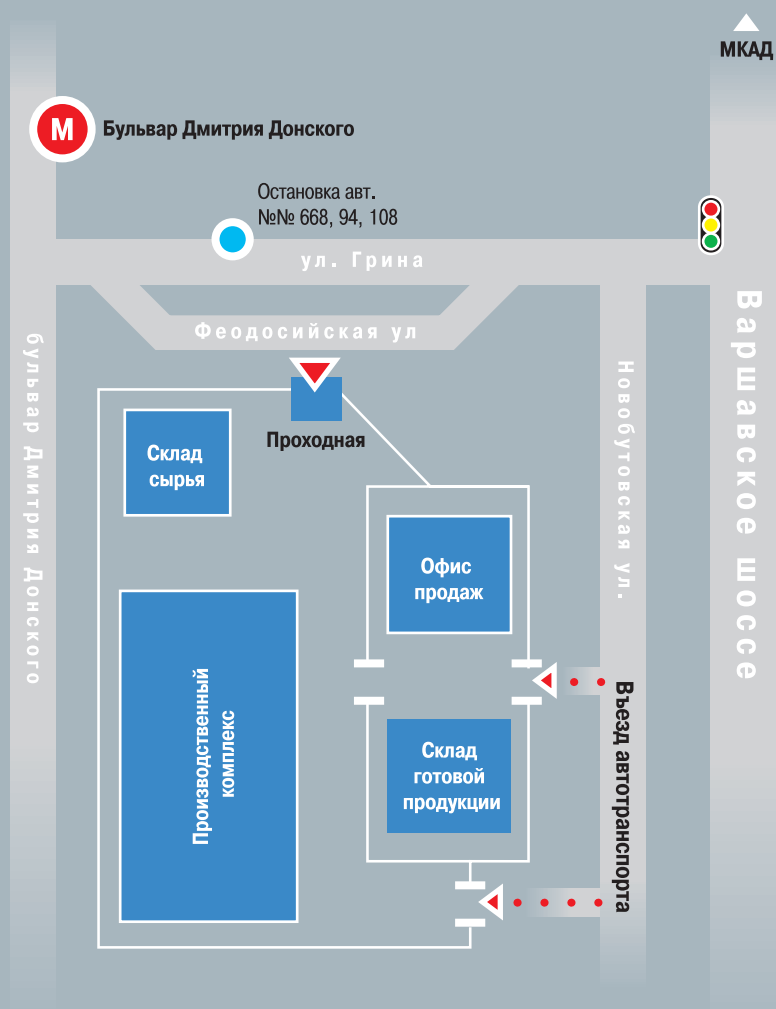 МКАД
М
Бульвар Дмитрия Донского
Остановка авт.
№№ 668, 94, 108
ул. Грина
Феодосийская ул
бульвар Дмитрия Донского
Новобутовская ул.
Варшавское шоссе
Проходная
Склад
сырья
Офис
продаж
Производственный
комплекс
Склад
готовой
продукции
Въезд автотранспорта